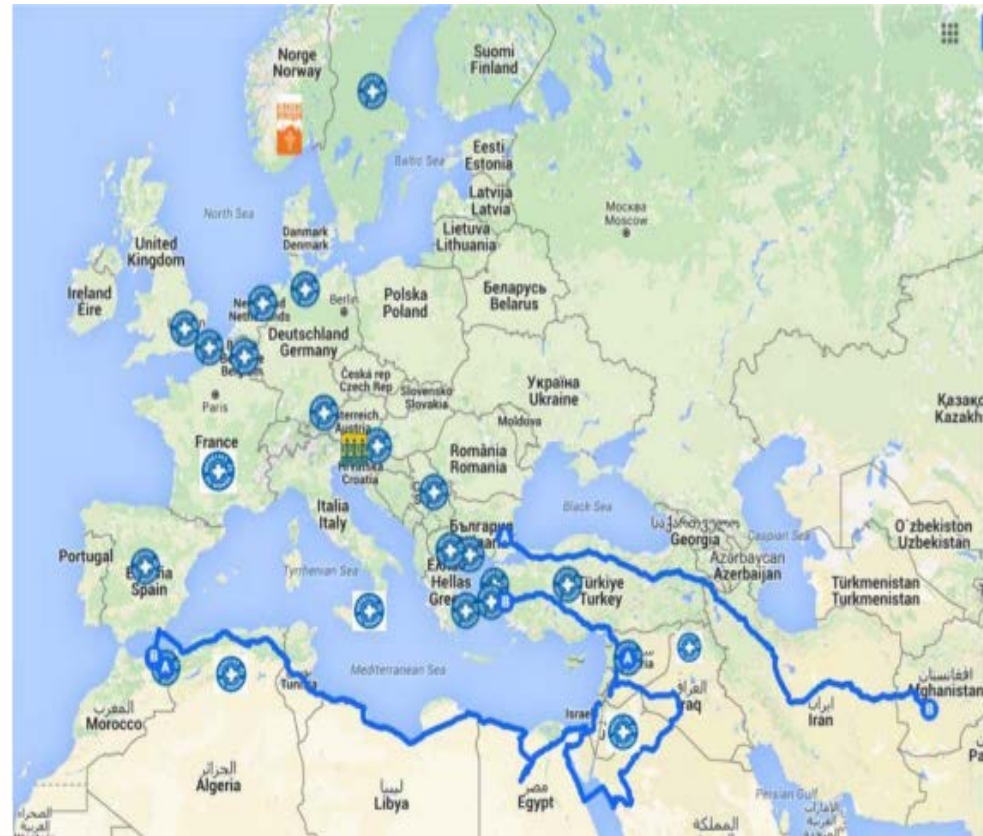 Norge
Norway
Suomi
Finland
Eesti
Estonia
Baltic Sea
Latvija
Latvia
Москва
Moscow
North Sea
Danmark
Denmark
Lietuva
Lithuania
United
Kingdom
Ireland
Éire
Беларусь
Belarus
Polska
Poland
Berlin
Deutschland
Germany
Česká rep
Czech Rep
Slovensko
Slovakia
Україна
Ukraine
Paris
Austria
Moldova
France
România
Romania
Croatia
Italia
Italy
Black Sea
Georgia
Caspian Sea
Azərbaycan
Azerbaijan
O`zbekiston
Uzbekistan
Türkmenistan
Turkmenistan
Portugal
Spain
Tyrrhenian Sea
Hellas
Türkiye
Turkey
A
B
Mediterranean Sea
A
A
العراق
افغانستان
Afghanistan
B
ایران
Iran
Israel
المغرب
Morocco
الجزائر
Algeria
ليبيا
Libya
مصر
Egypt
Persian Gulf
المملكة